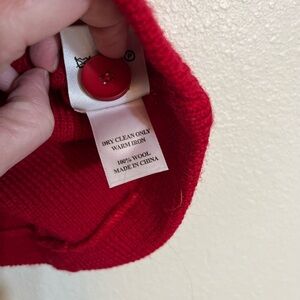 DRY CLEAN ONLY
WARM IRON
100% WOOL
MADE IN CHINA